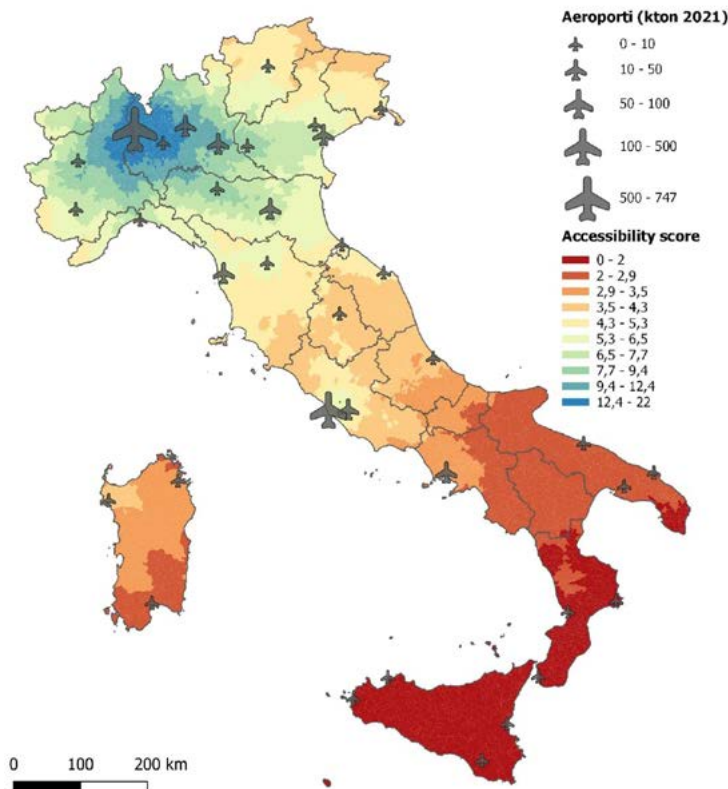 Aeroporti (kton 2021)
0 - 10
10 - 50
50 - 100
100 - 500
500 - 747
Accessibility score
0 - 2
2 - 2,9
2,9 - 3,5
3,5 - 4,3
4,3 - 5,3
5,3 - 6,5
6,5 - 7,7
7,7 - 9,4
9,4 - 12,4
12,4 - 22
0 100 200 km